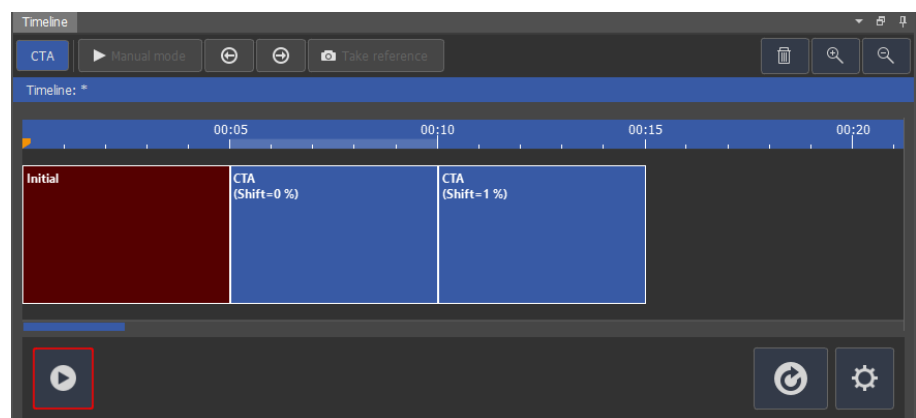 Timeline
CTA
Manual mode
Take reference
Timeline: *
00:05
00:10
00:15
00:20
Initial
CTA
(Shift=0 %)
CTA
(Shift=1 %)